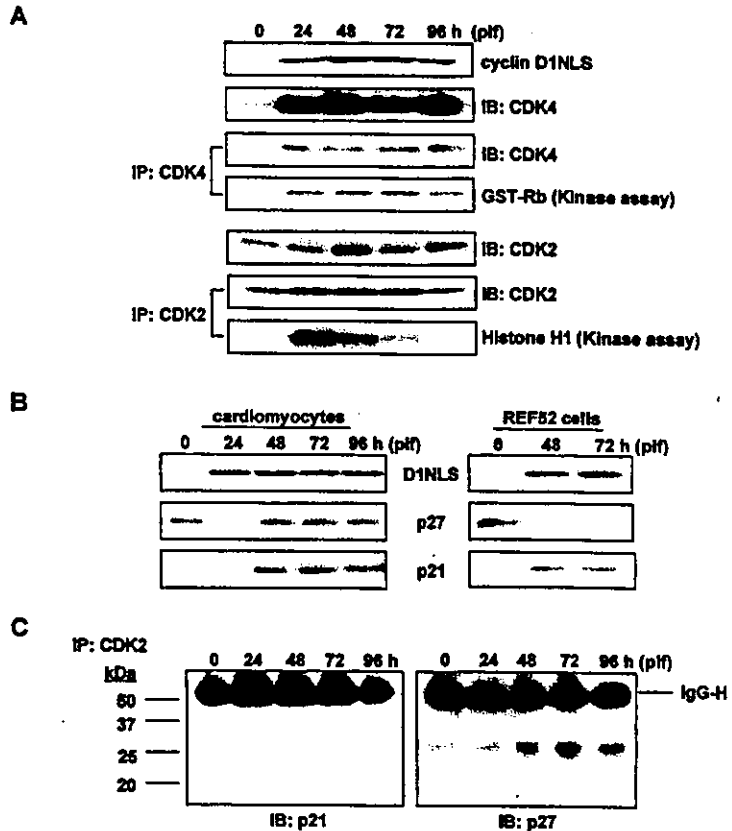 A
0 24 48 72 96 h (pif)
cyclin D1NLS
IB: CDK4
IP: CDK4
IB: CDK4
GST-Rb (Kinase assay)
IB: CDK2
IP: CDK2
IB: CDK2
Histone H1 (Kinase assay)
B
cardiomyocytes
REF52 cells
0 24 48 72 96 h (pif)
0 48 72 h (pif)
D1NLS
p27
p21
C
IP: CDK2
kDa
0 24 48 72 96 h
0 24 48 72 96 h (pif)
50
IgG-H
37
25
20
IB: p21
IB: p27